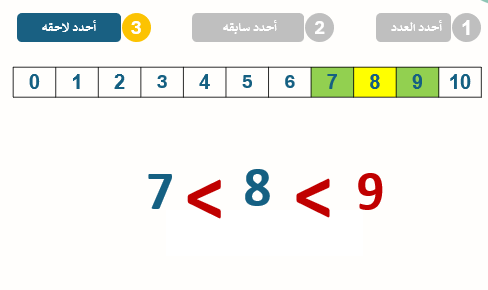 1 أحدد العدد
2 أحدد سابقه
3 أحدد لاحقه
0 1 2 3 4 5 6 7 8 9 10
7 < 8 < 9